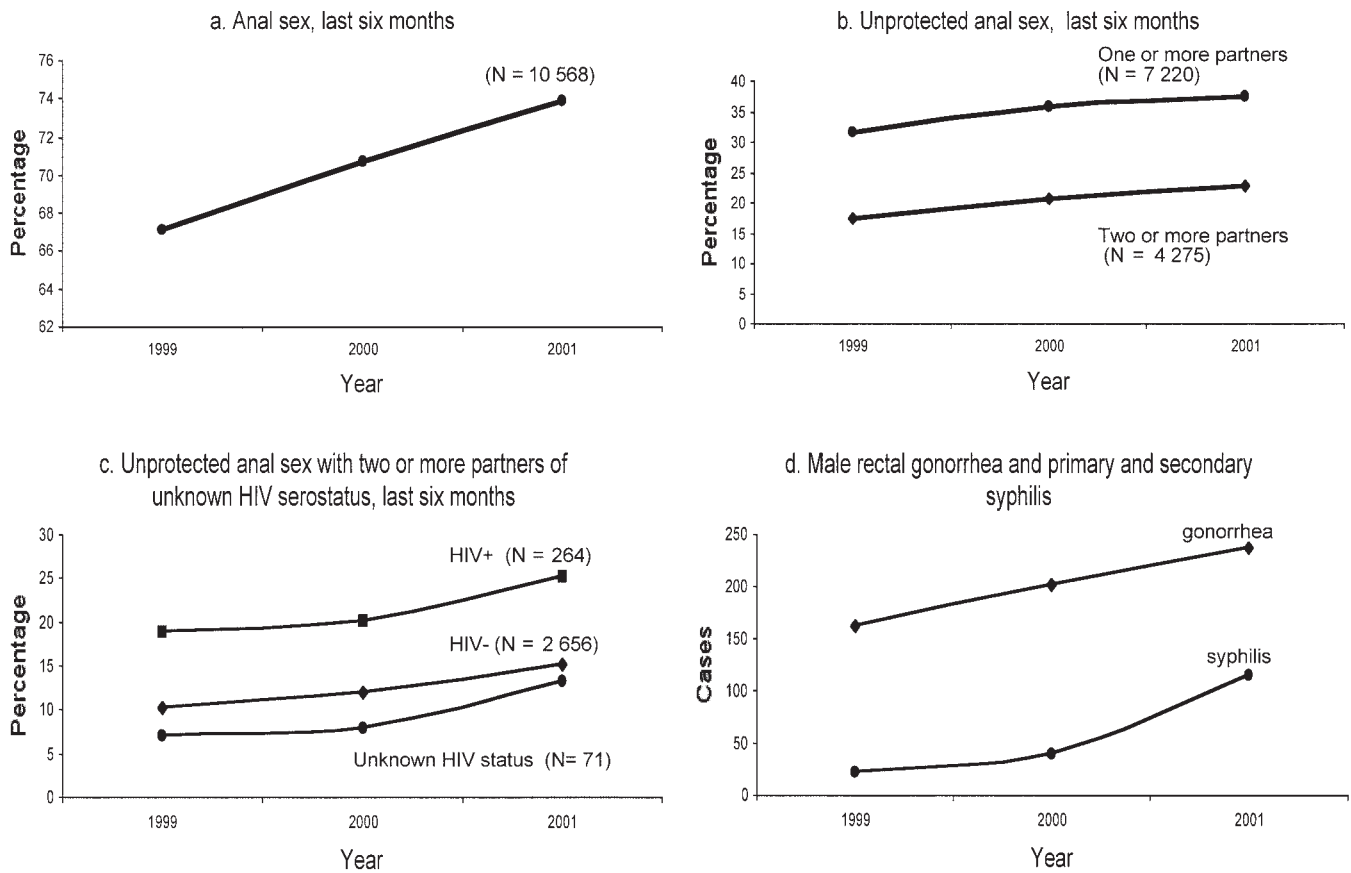 a. Anal sex, last six months
76
74
72
70
68
66
64
62
Percentage
(N = 10 568)
1999 2000 2001
Year
b. Unprotected anal sex, last six months
40
35
30
25
20
15
10
5
0
Percentage
One or more partners
(N = 7 220)
Two or more partners
(N = 4 275)
1999 2000 2001
Year
c. Unprotected anal sex with two or more partners of
unknown HIV serostatus, last six months
30
25
20
15
10
5
0
Percentage
HIV+ (N = 264)
HIV- (N = 2 656)
Unknown HIV status (N= 71)
1999 2000 2001
Year
d. Male rectal gonorrhea and primary and secondary
syphilis
250
200
150
100
50
0
Cases
gonorrhea
syphilis
1999 2000 2001
Year